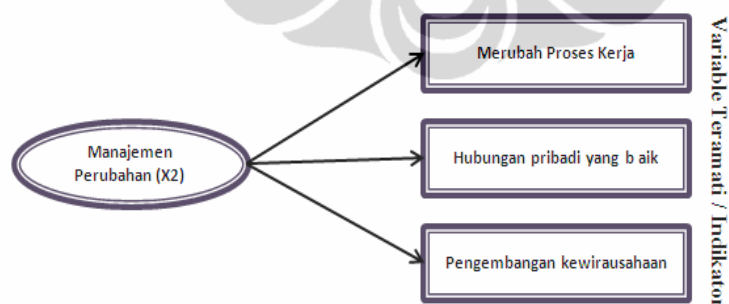 Merubah Proses Kerja
Manajemen
Perubahan (X2)
Hubungan pribadi yang b aik
Pengembangan kewirausahaan
Variable Teramati / Indikator